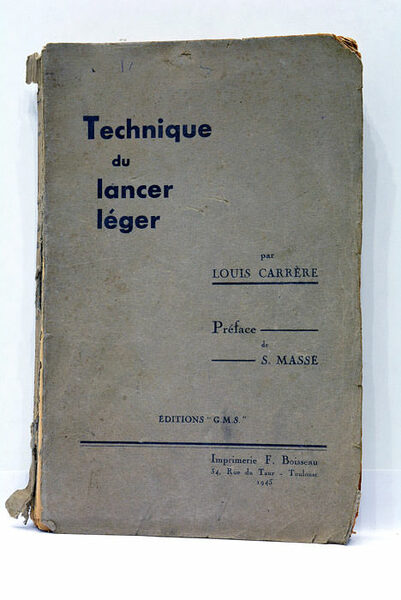 Technique
du
lancer
léger
par
LOUIS CARRÈRE
Préface
de
S. MASSE
ÉDITIONS "G.M.S."
Imprimerie F. Boisseau
34, Rue du Taur - Toulouse
1945